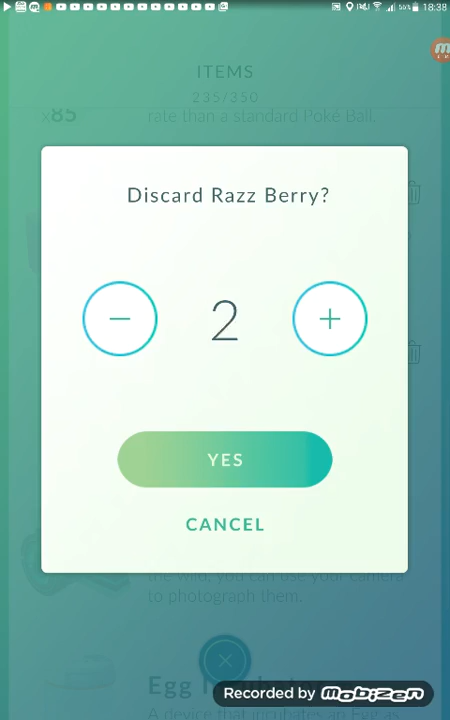 18:38
ITEMS
235/350
x85
rate than a standard Poké Ball.
Discard Razz Berry?
2
YES
CANCEL
the wild, you can use your camera
to photograph them.
Egg Incubator
Recorded by mobizen
A device that incubates an Egg as